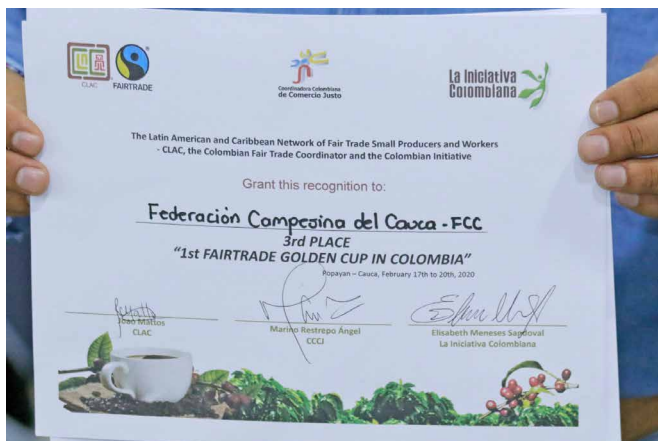 CLAC
FAIRTRADE
Coordinadora Colombiana
de Comercio Justo
La Iniciativa
Colombiana
The Latin American and Caribbean Network of Fair Trade Small Producers and Workers
- CLAC, the Colombian Fair Trade Coordinator and the Colombian Initiative
Grant this recognition to:
Federación Campesina del Cauca - FCC
3rd PLACE
“1st FAIRTRADE GOLDEN CUP IN COLOMBIA”
Popayan – Cauca, February 17th to 20th, 2020
Joao Mattos
CLAC
Marino Restrepo Ángel
CCCJ
Elisabeth Meneses Sandoval
La Iniciativa Colombiana